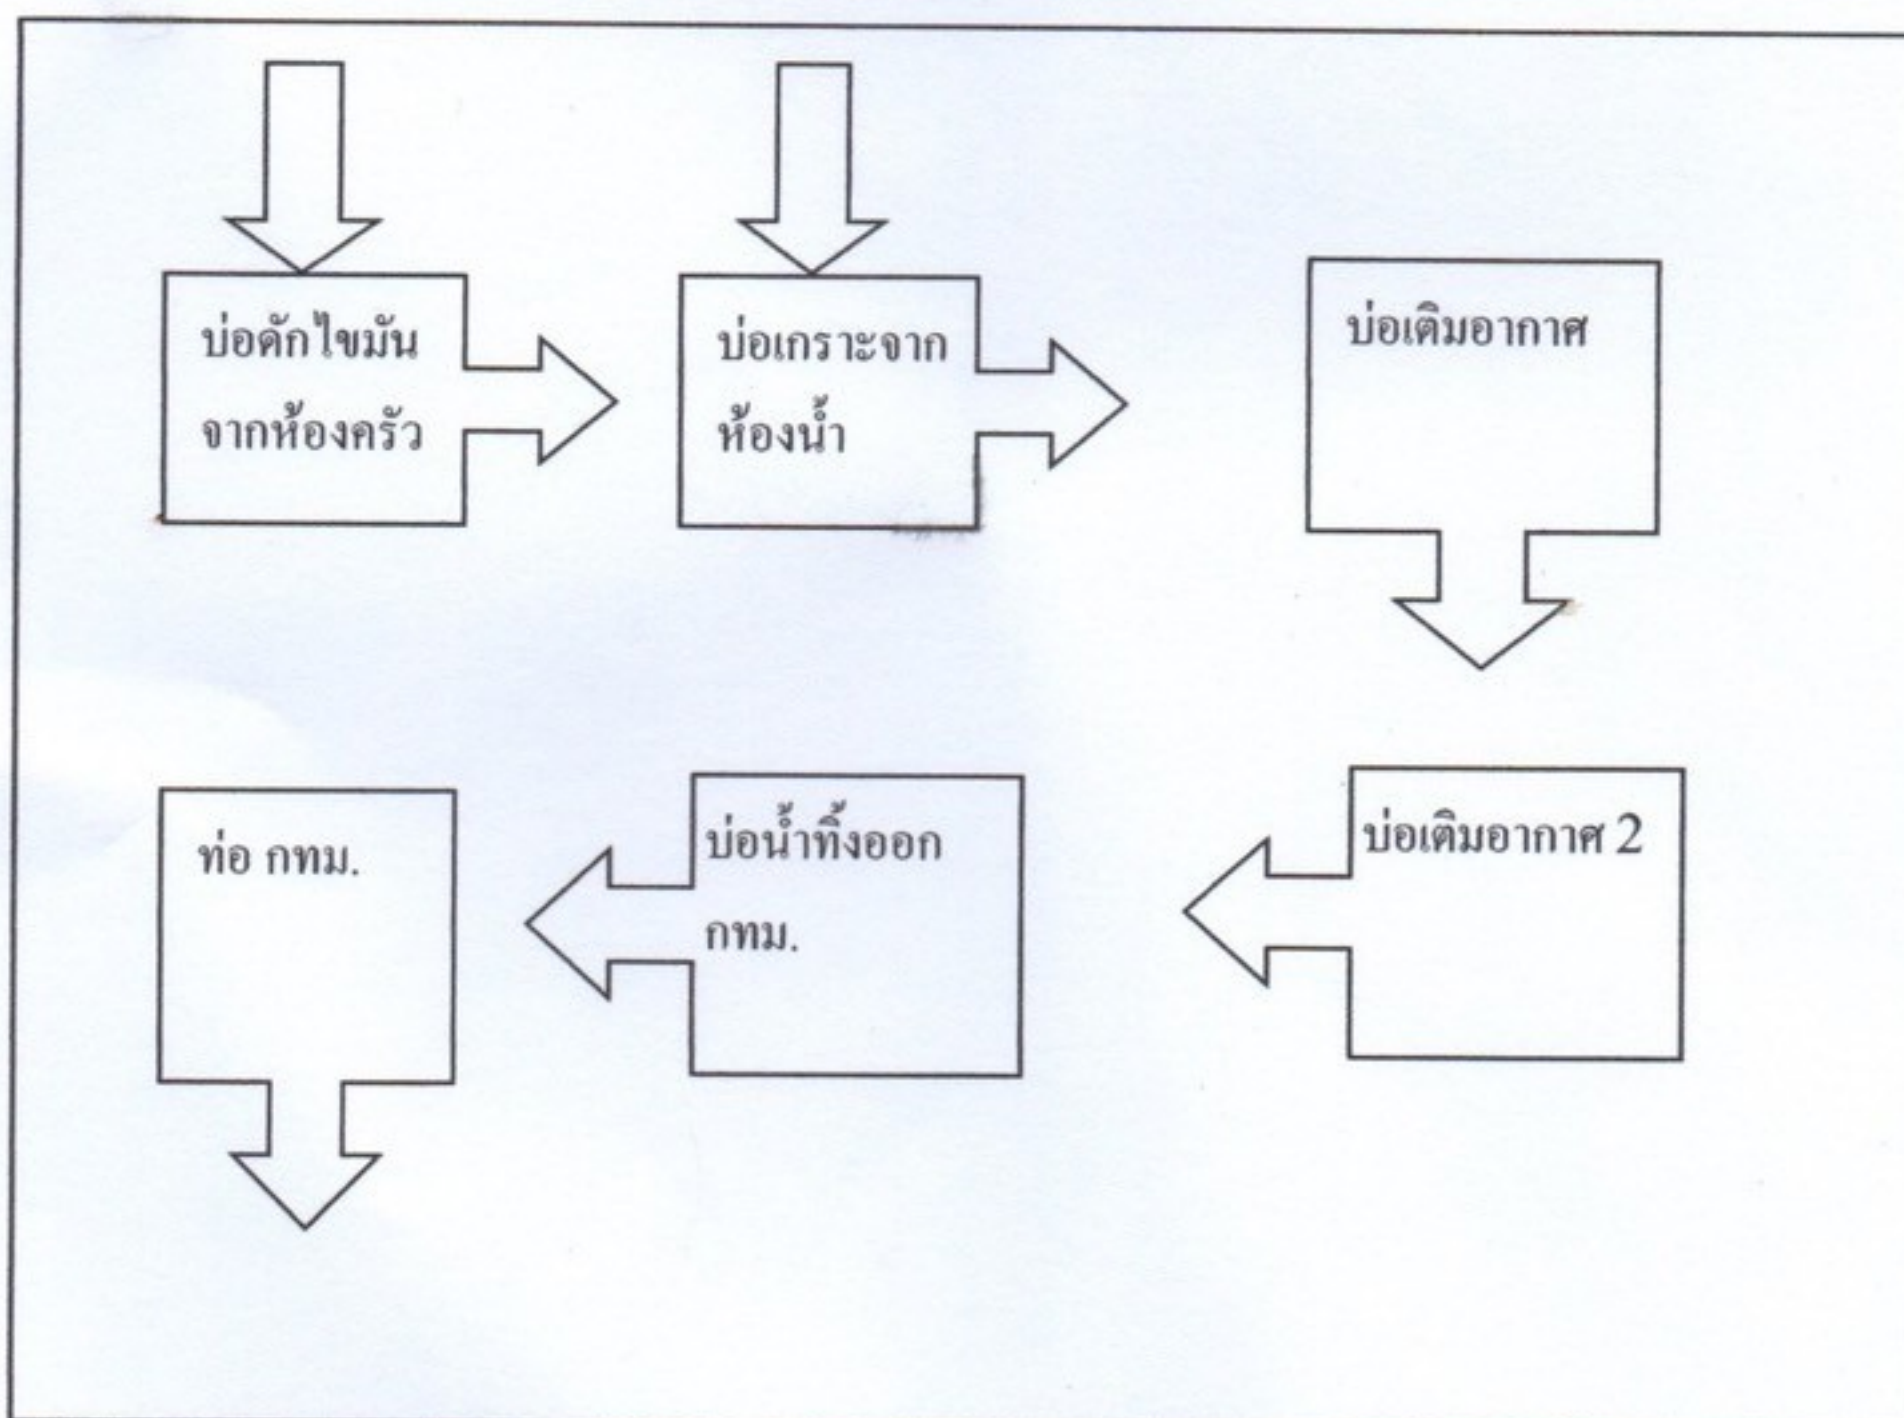 บ่อดักไขมัน
จากห้องครัว
บ่อเกราะจาก
ห้องน้ำ
บ่อเติมอากาศ
ท่อ กทม.
บ่อน้ำทิ้งออก
กทม.
บ่อเติมอากาศ 2